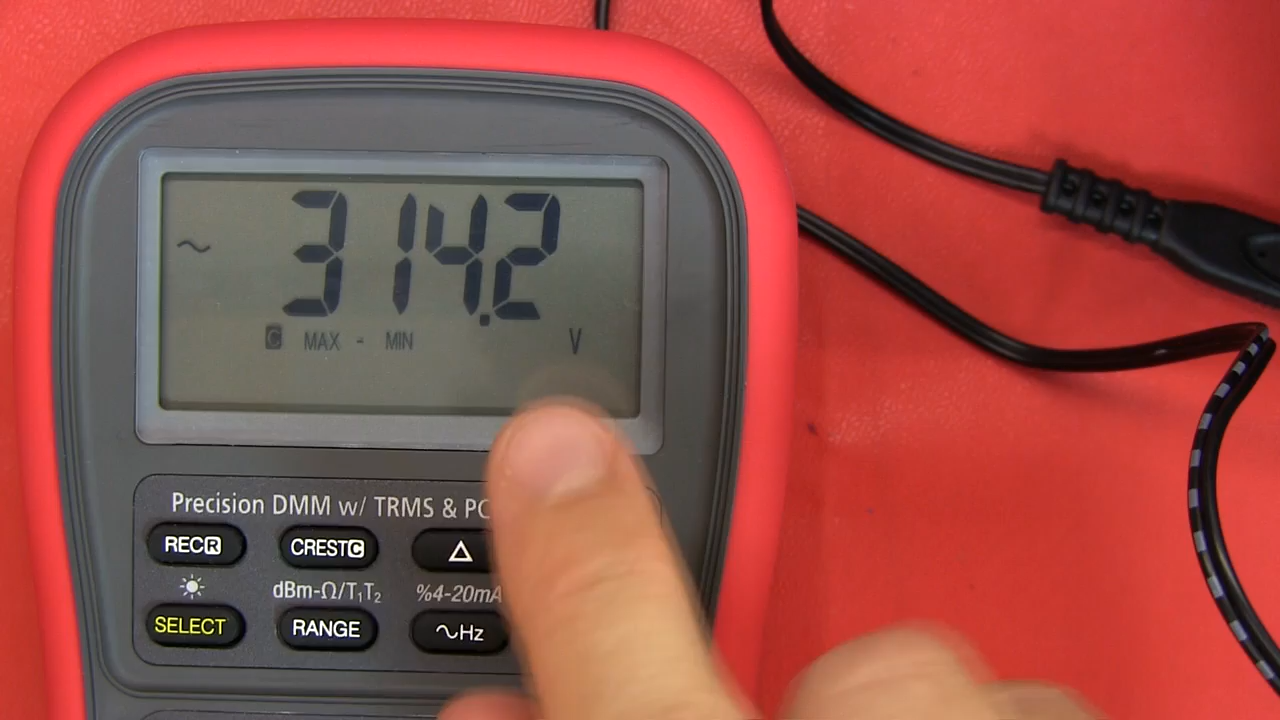 ~ 314.2
C MAX - MIN V
Precision DMM w/ TRMS & PC
RECR CRESTC △
dBm-Ω/T₁T₂ %4-20mA
SELECT RANGE ~Hz